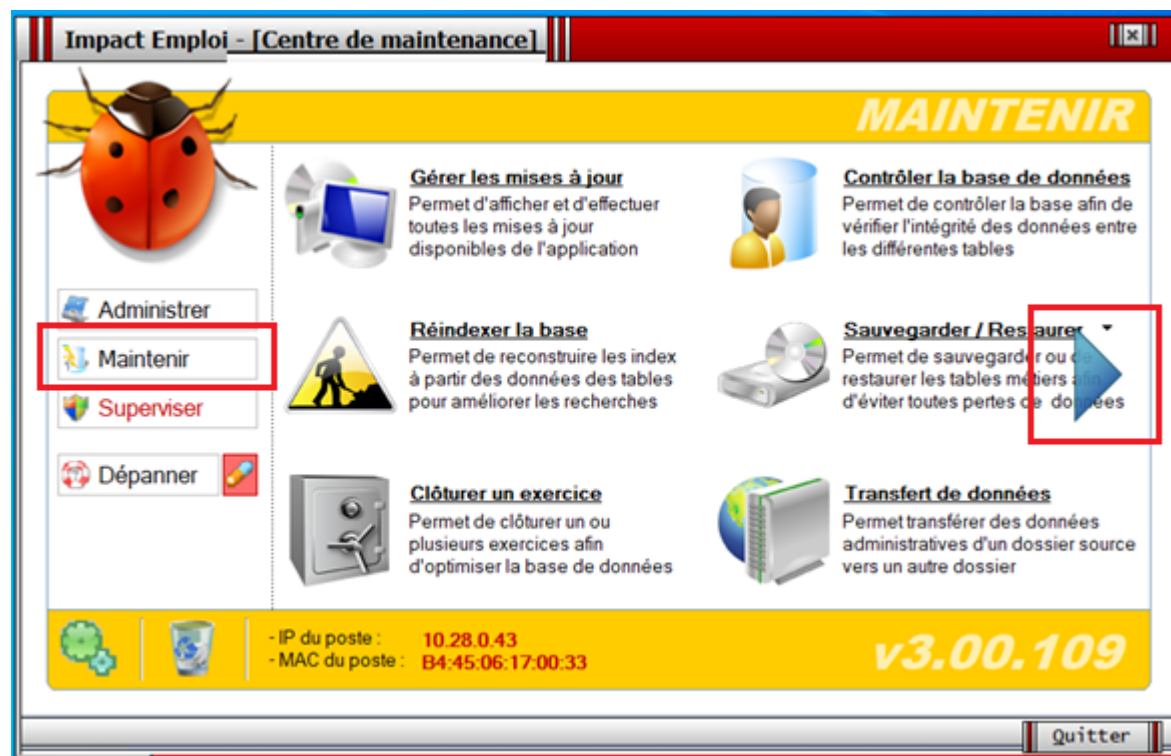 Impact Emploi - [Centre de maintenance]
MAINTENIR
Gérer les mises à jour
Permet d'afficher et d'effectuer
toutes les mises à jour
disponibles de l'application
Contrôler la base de données
Permet de contrôler la base afin de
vérifier l'intégrité des données entre
les différentes tables
Administrer
Maintenir
Superviser
Dépanner
Réindexer la base
Permet de reconstruire les index
à partir des données des tables
pour améliorer les recherches
Sauvegarder / Restaurer
Permet de sauvegarder ou de
restaurer les tables métiers afin
d'éviter toutes pertes de données
Clôturer un exercice
Permet de clôturer un ou
plusieurs exercices afin
d'optimiser la base de données
Transfert de données
Permet transférer des données
administratives d'un dossier source
vers un autre dossier
- IP du poste : 10.28.0.43
- MAC du poste : B4:45:06:17:00:33
v3.00.109
Quitter